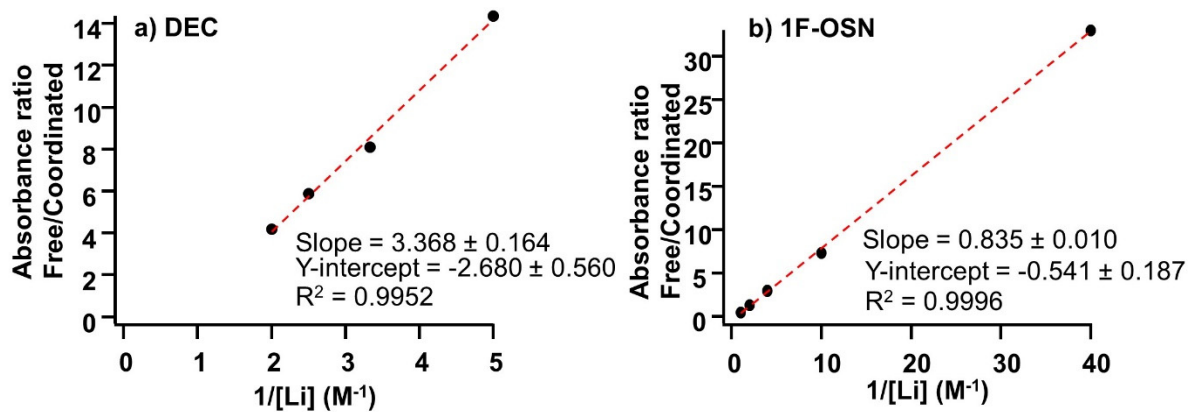 a) DEC
Absorbance ratio
Free/Coordinated
14
12
10
8
6
4
2
0
Slope = 3.368 ± 0.164
Y-intercept = -2.680 ± 0.560
R² = 0.9952
0 1 2 3 4 5
1/[Li] (M⁻¹)
b) 1F-OSN
Absorbance ratio
Free/Coordinated
30
25
20
15
10
5
0
Slope = 0.835 ± 0.010
Y-intercept = -0.541 ± 0.187
R² = 0.9996
0 10 20 30 40
1/[Li] (M⁻¹)